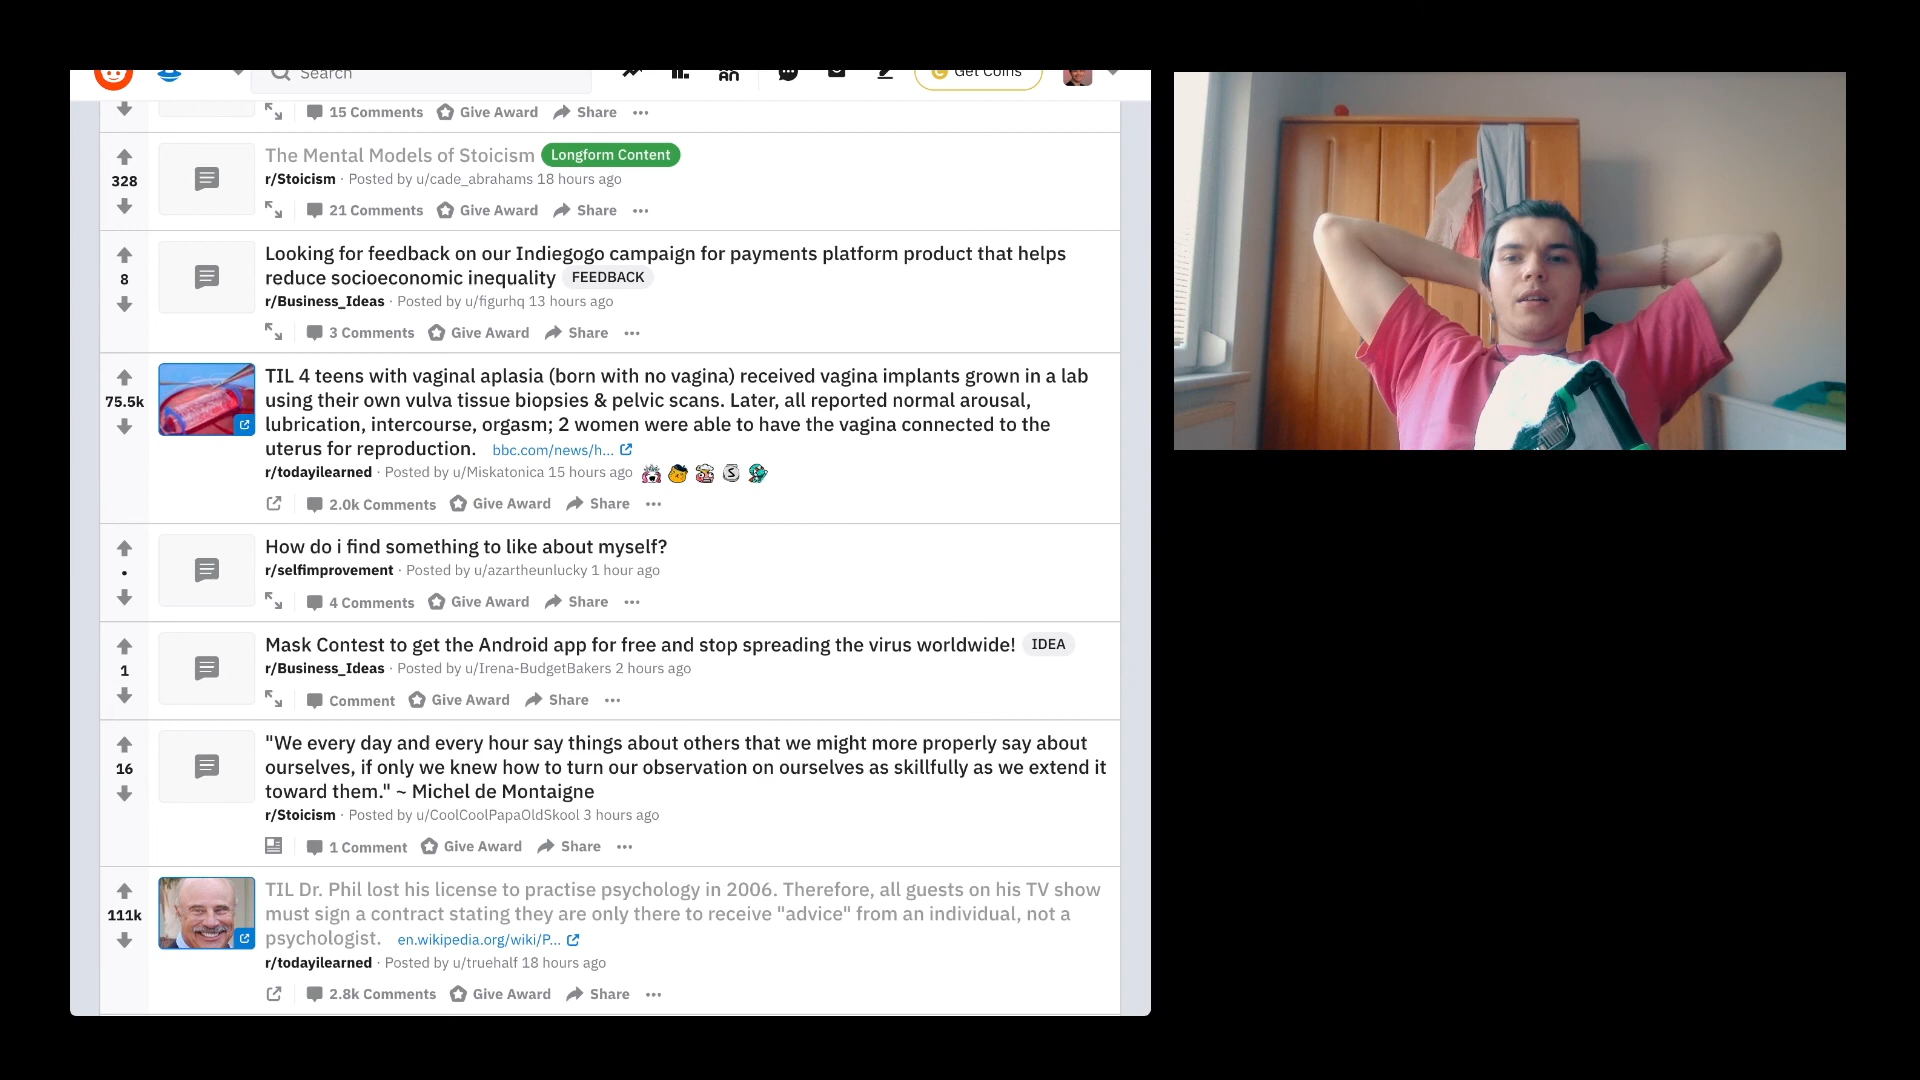 Search
Get Coins
15 Comments Give Award Share
The Mental Models of Stoicism Longform Content
328
r/Stoicism · Posted by u/cade_abrahams 18 hours ago
21 Comments Give Award Share
Looking for feedback on our Indiegogo campaign for payments platform product that helps
8
reduce socioeconomic inequality FEEDBACK
r/Business_Ideas · Posted by u/figurhq 13 hours ago
3 Comments Give Award Share
TIL 4 teens with vaginal aplasia (born with no vagina) received vagina implants grown in a lab
75.5k
using their own vulva tissue biopsies & pelvic scans. Later, all reported normal arousal,
lubrication, intercourse, orgasm; 2 women were able to have the vagina connected to the
uterus for reproduction. bbc.com/news/h...
r/todayilearned · Posted by u/Miskatonica 15 hours ago
2.0k Comments Give Award Share
How do i find something to like about myself?
•
r/selfimprovement · Posted by u/azartheunlucky 1 hour ago
4 Comments Give Award Share
Mask Contest to get the Android app for free and stop spreading the virus worldwide! IDEA
1
r/Business_Ideas · Posted by u/Irena-BudgetBakers 2 hours ago
Comment Give Award Share
"We every day and every hour say things about others that we might more properly say about
16
ourselves, if only we knew how to turn our observation on ourselves as skillfully as we extend it
toward them." ~ Michel de Montaigne
r/Stoicism · Posted by u/CoolCoolPapaOldSkool 3 hours ago
1 Comment Give Award Share
TIL Dr. Phil lost his license to practise psychology in 2006. Therefore, all guests on his TV show
111k
must sign a contract stating they are only there to receive "advice" from an individual, not a
psychologist. en.wikipedia.org/wiki/P...
r/todayilearned · Posted by u/truehalf 18 hours ago
2.8k Comments Give Award Share